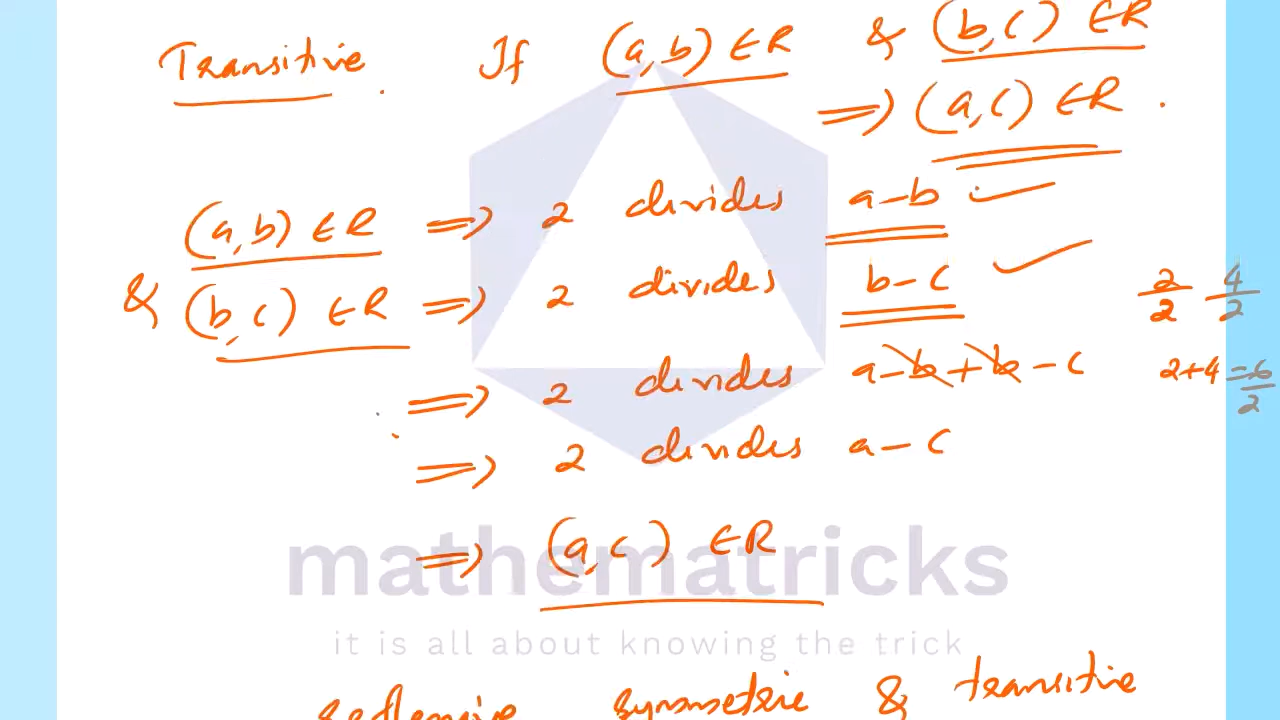 Transitive. If (a,b) ∈ R & (b,c) ∈ R
⟹ (a,c) ∈ R.
(a,b) ∈ R ⟹ 2 divides a-b ✓
& (b,c) ∈ R ⟹ 2 divides b-c ✓
2/2 4/2
⟹ 2 divides a-b+b-c
2+4 = 6/2
⟹ 2 divides a-c
⟹ (a,c) ∈ R
mathematricks
it is all about knowing the trick
reflexive symmetric & transitive